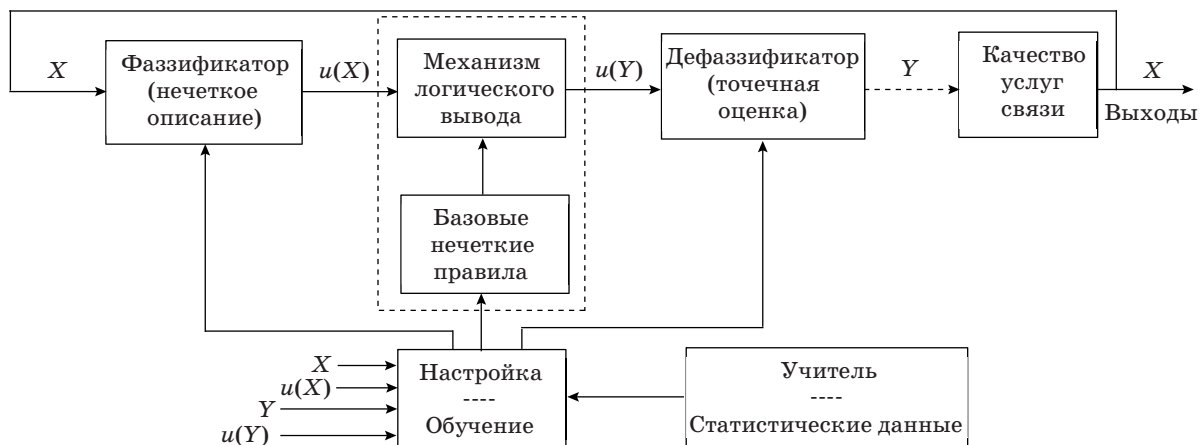 X
Фаззификатор
(нечеткое
описание)
u(X)
Механизм
логического
вывода
u(Y)
Дефаззификатор
(точечная
оценка)
Y
Качество
услуг
связи
X
Выходы
Базовые
нечеткие
правила
X
u(X)
Y
u(Y)
Настройка
----
Обучение
Учитель
----
Статистические данные